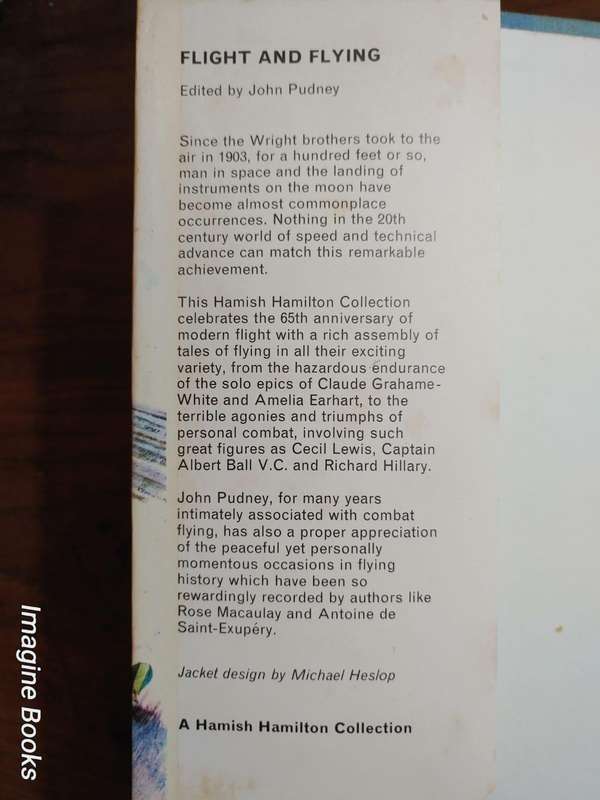 FLIGHT AND FLYING
Edited by John Pudney
Since the Wright brothers took to the
air in 1903, for a hundred feet or so,
man in space and the landing of
instruments on the moon have
become almost commonplace
occurrences. Nothing in the 20th
century world of speed and technical
advance can match this remarkable
achievement.
This Hamish Hamilton Collection
celebrates the 65th anniversary of
modern flight with a rich assembly of
tales of flying in all their exciting
variety, from the hazardous endurance
of the solo epics of Claude Grahame-
White and Amelia Earhart, to the
terrible agonies and triumphs of
personal combat, involving such
great figures as Cecil Lewis, Captain
Albert Ball V.C. and Richard Hillary.
John Pudney, for many years
intimately associated with combat
flying, has also a proper appreciation
of the peaceful yet personally
momentous occasions in flying
history which have been so
rewardingly recorded by authors like
Rose Macaulay and Antoine de
Saint-Exupéry.
Jacket design by Michael Heslop
A Hamish Hamilton Collection
Imagine Books